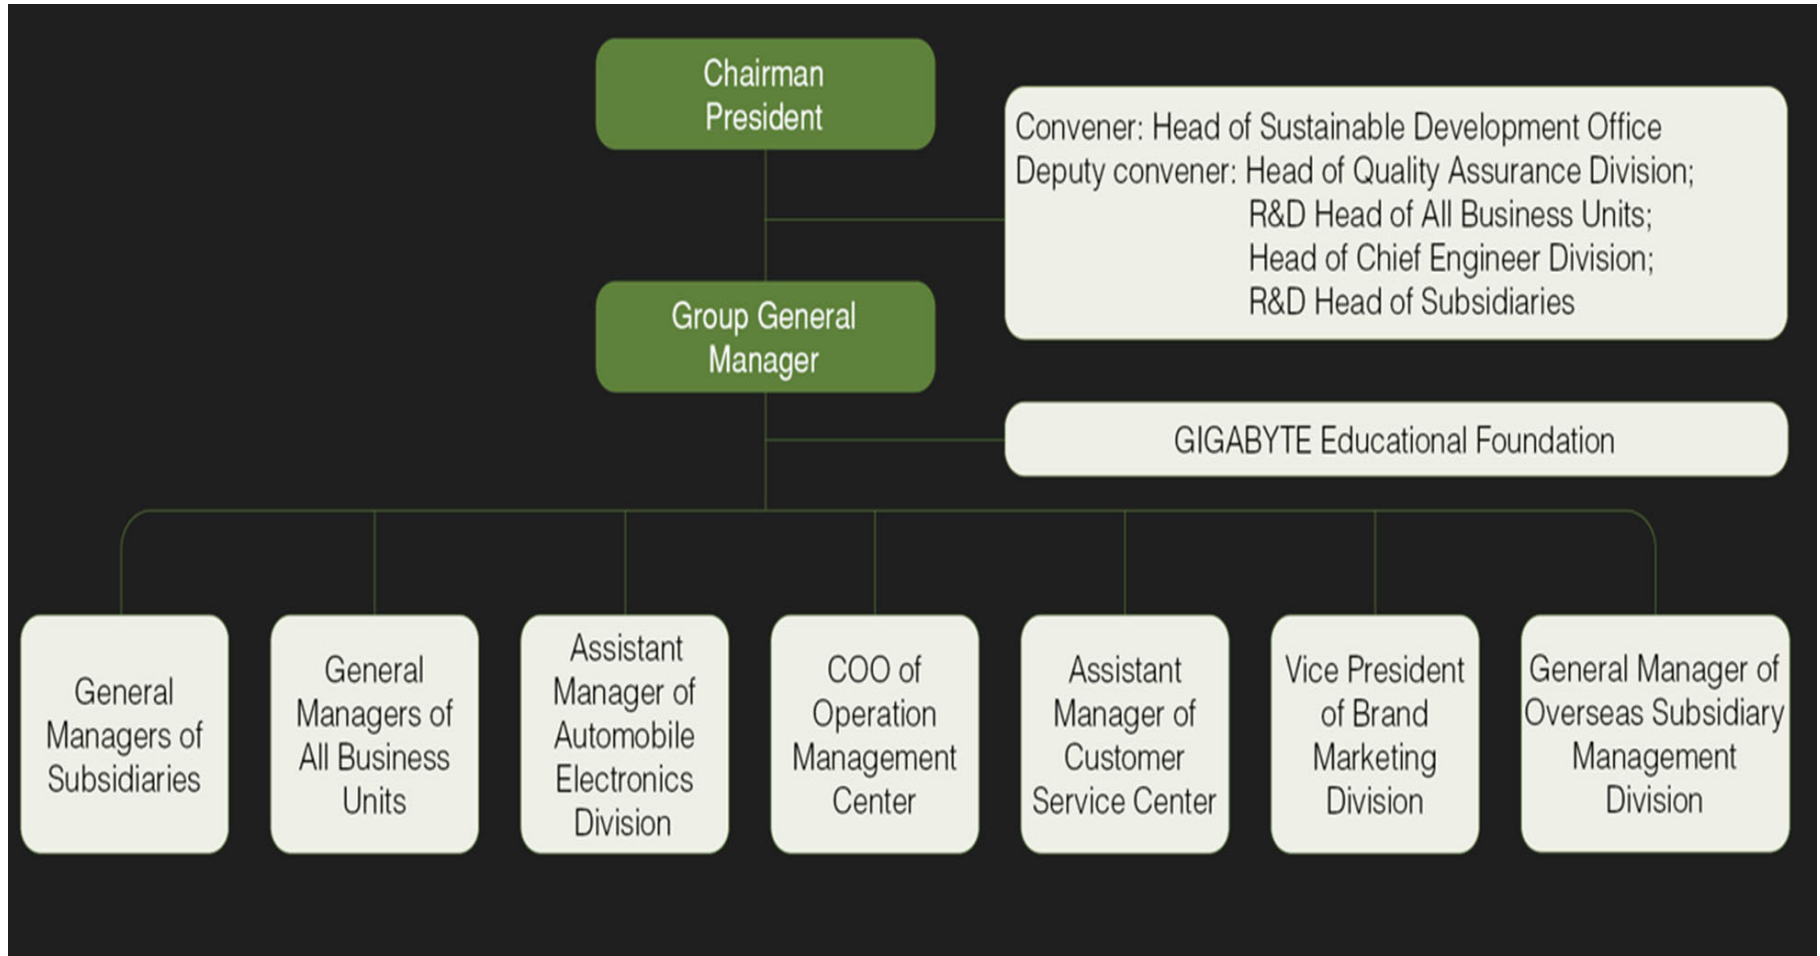 Chairman
President
Convener: Head of Sustainable Development Office
Deputy convener: Head of Quality Assurance Division;
R&D Head of All Business Units;
Head of Chief Engineer Division;
R&D Head of Subsidiaries
Group General
Manager
GIGABYTE Educational Foundation
General
Managers of
Subsidiaries
General
Managers of
All Business
Units
Assistant
Manager of
Automobile
Electronics
Division
COO of
Operation
Management
Center
Assistant
Manager of
Customer
Service Center
Vice President
of Brand
Marketing
Division
General Manager of
Overseas Subsidiary
Management
Division